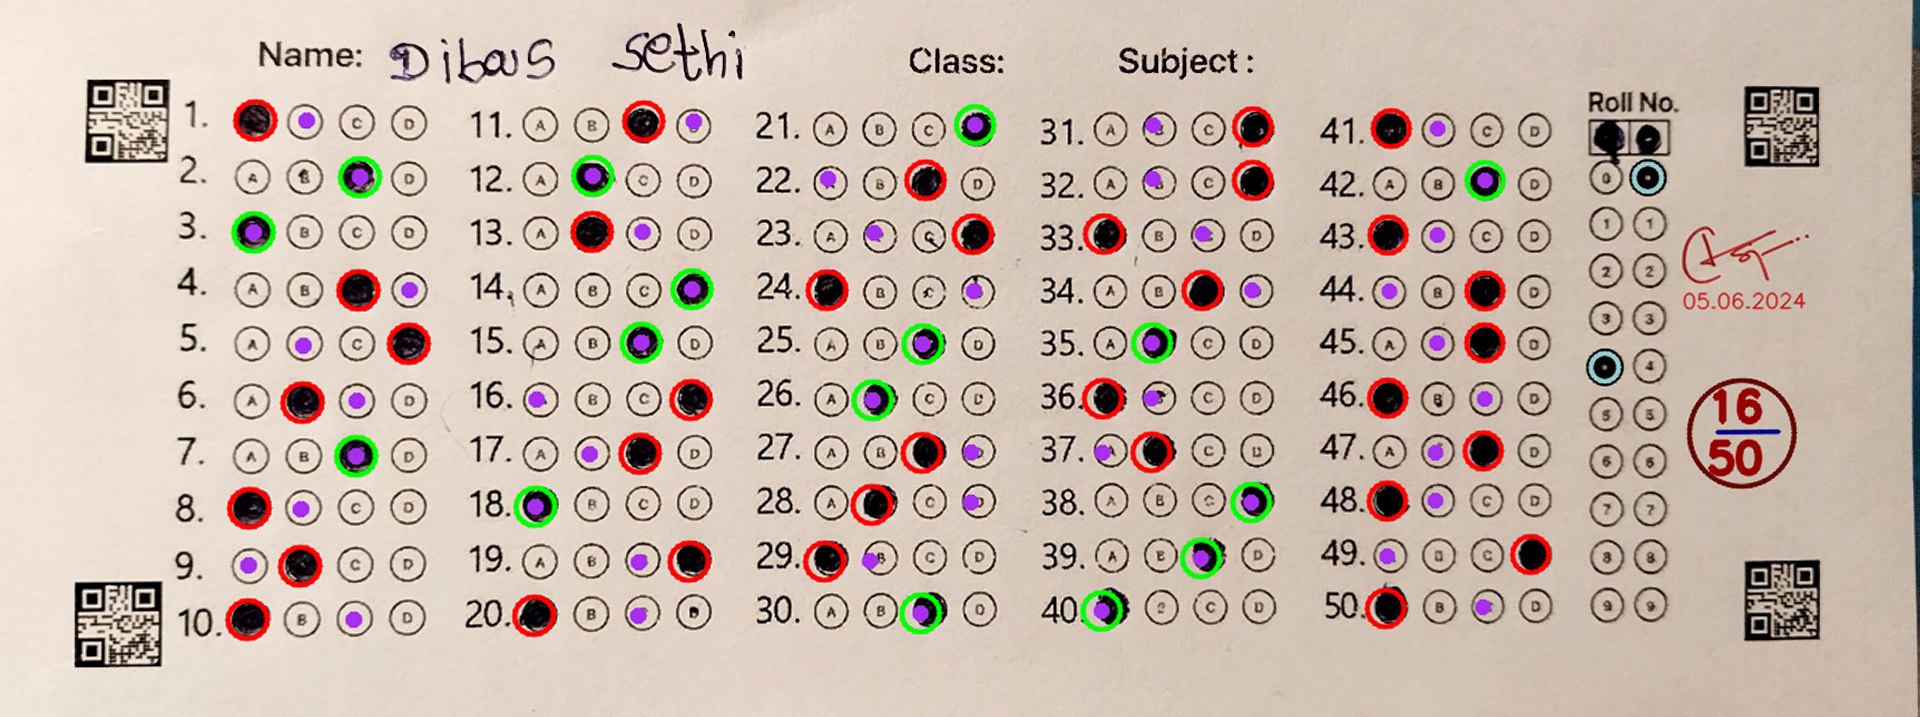 Name: Dibas Sethi Class: Subject:
Roll No.
1. C D 11. A B 21. A B C 31. A C 41. C D
2. A B D 12. A C D 22. B D 32. A C 42. A B D 0
3. B C D 13. A D 23. A C 33. B D 43. C D 1 1
4. A B 14. A B C 24. B C 34. A B 44. B D 2 2
05.06.2024
5. A C 15. A B D 25. A B D 35. A C D 45. A D 3 3
4
6. A D 16. B C 26. A C D 36. C D 46. B D 5 5
16
50
7. A B D 17. A D 27. A B 37. C D 47. A D 6 6
8. C D 18. B C D 28. A C 38. A B C 48. C D 7 7
9. C D 19. A B 29. B C D 39. A B D 49. B C 8 8
10. B D 20. B D 30. A B D 40. B C D 50. B D 9 9